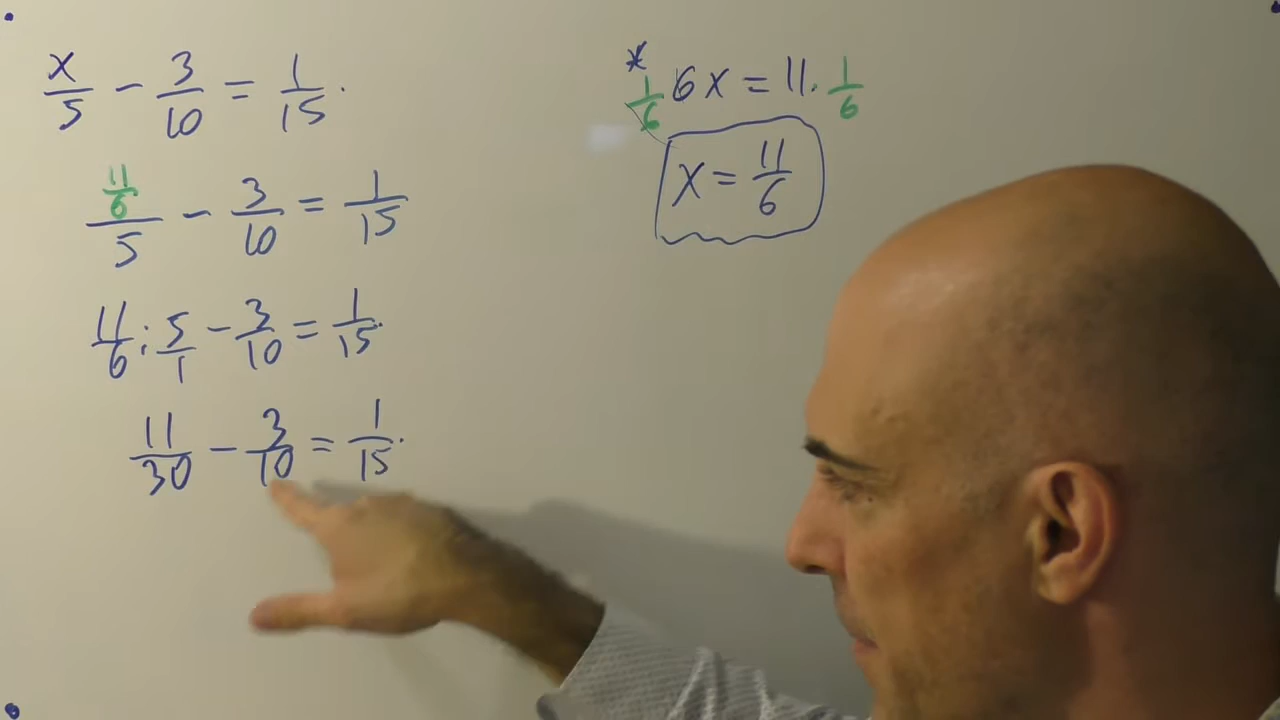 x/5 − 3/10 = 1/15.
11/6/5 − 3/10 = 1/15
11/6 : 5/1 − 3/10 = 1/15.
11/30 − 3/10 = 1/15.
*
1/6 6x = 11 · 1/6
x = 11/6